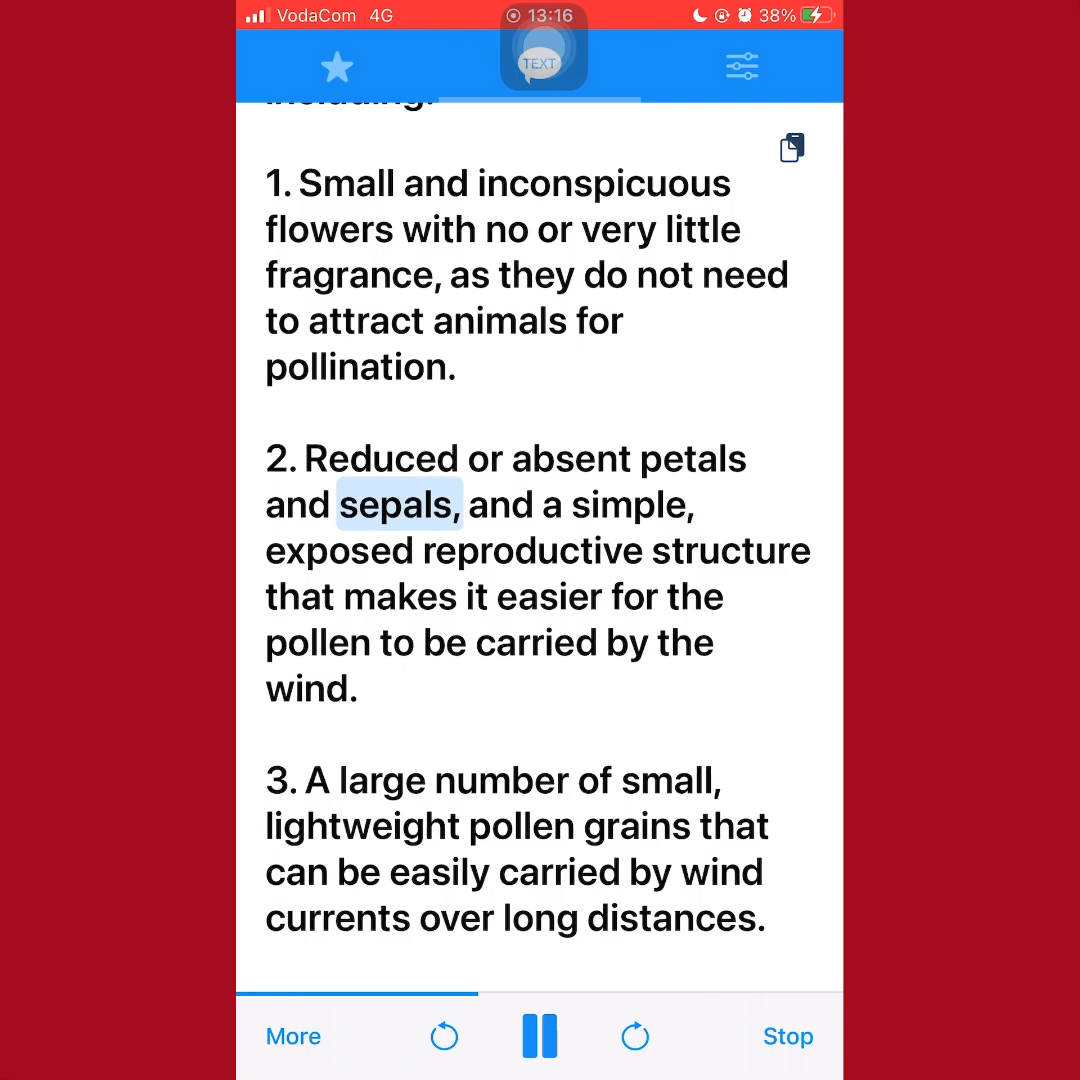 VodaCom 4G 13:16 38%
TEXT
1. Small and inconspicuous
flowers with no or very little
fragrance, as they do not need
to attract animals for
pollination.
2. Reduced or absent petals
and sepals, and a simple,
exposed reproductive structure
that makes it easier for the
pollen to be carried by the
wind.
3. A large number of small,
lightweight pollen grains that
can be easily carried by wind
currents over long distances.
More Stop